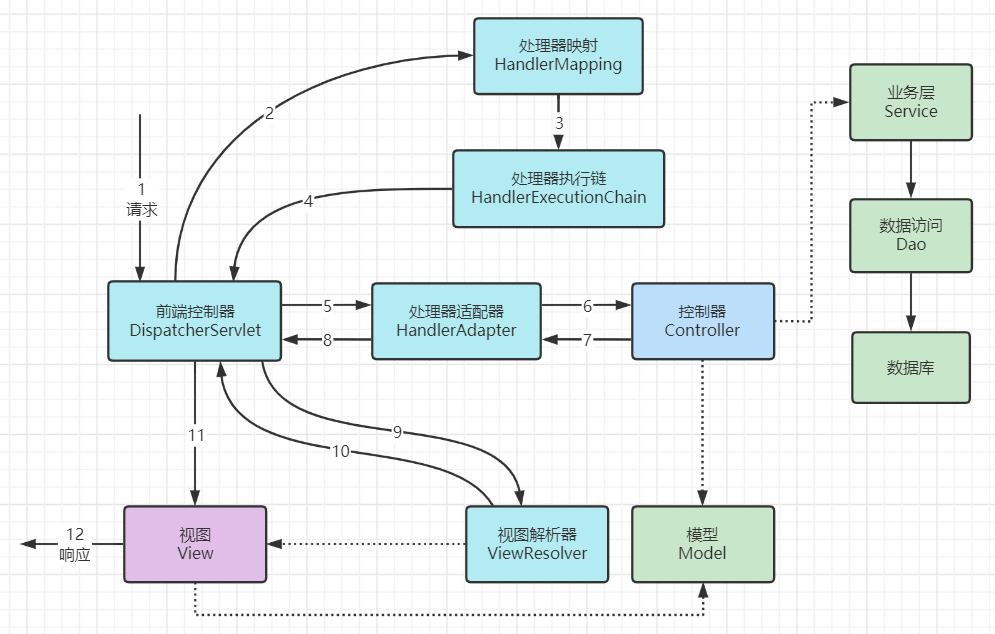 处理器映射
HandlerMapping
业务层
Service
2
3
1
请求
处理器执行链
HandlerExecutionChain
4
数据访问
Dao
前端控制器
DispatcherServlet
5
处理器适配器
HandlerAdapter
6
控制器
Controller
8
7
数据库
11
9
10
12
响应
视图
View
视图解析器
ViewResolver
模型
Model